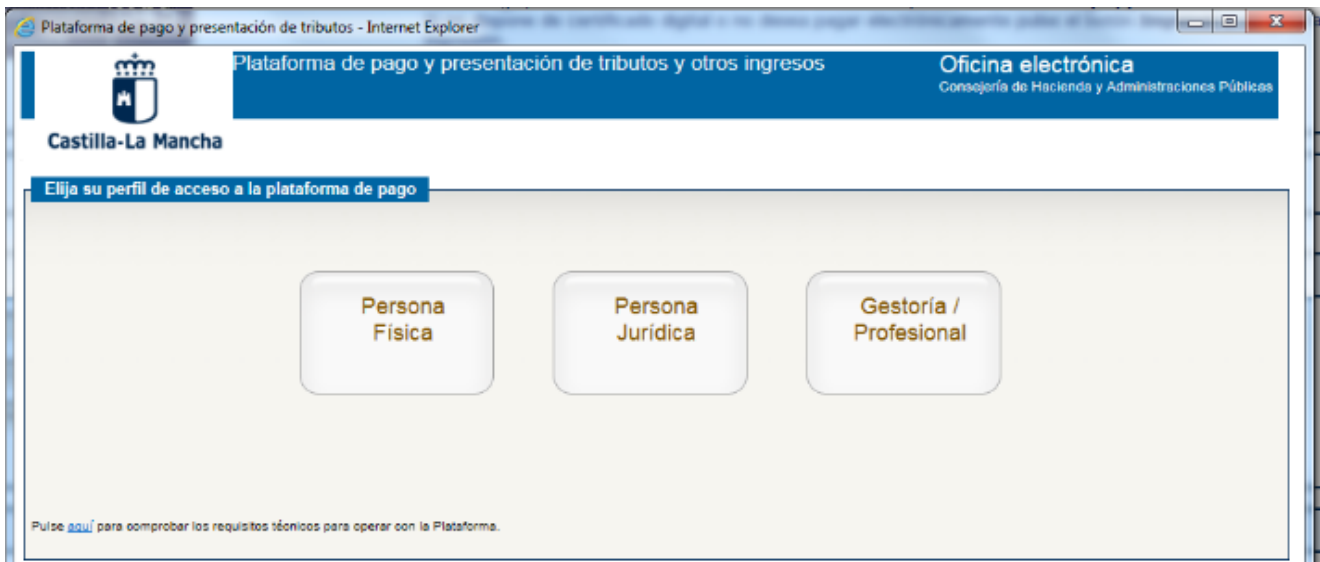 Plataforma de pago y presentación de tributos - Internet Explorer
Plataforma de pago y presentación de tributos y otros ingresos
Oficina electrónica
Consejería de Hacienda y Administraciones Públicas
Castilla-La Mancha
Elija su perfil de acceso a la plataforma de pago
Persona
Física
Persona
Jurídica
Gestoría /
Profesional
Pulse aquí para comprobar los requisitos técnicos para operar con la Plataforma.